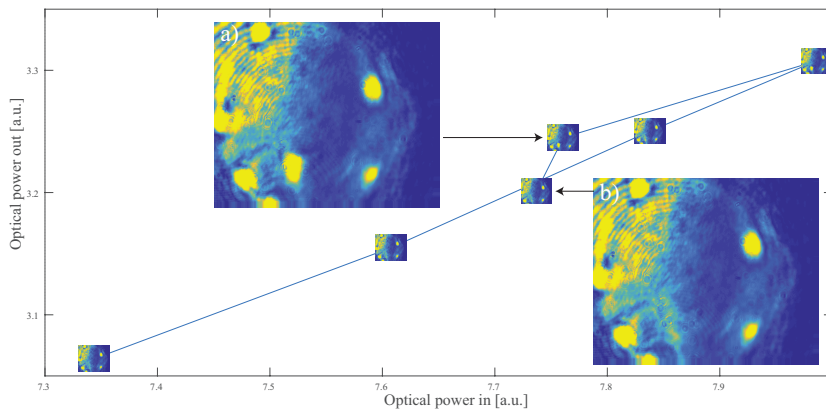 a)
3.3
3.2
3.1
b)
7.3
7.4
7.5
7.6
7.7
7.8
7.9
Optical power in [a.u.]
Optical power out [a.u.]